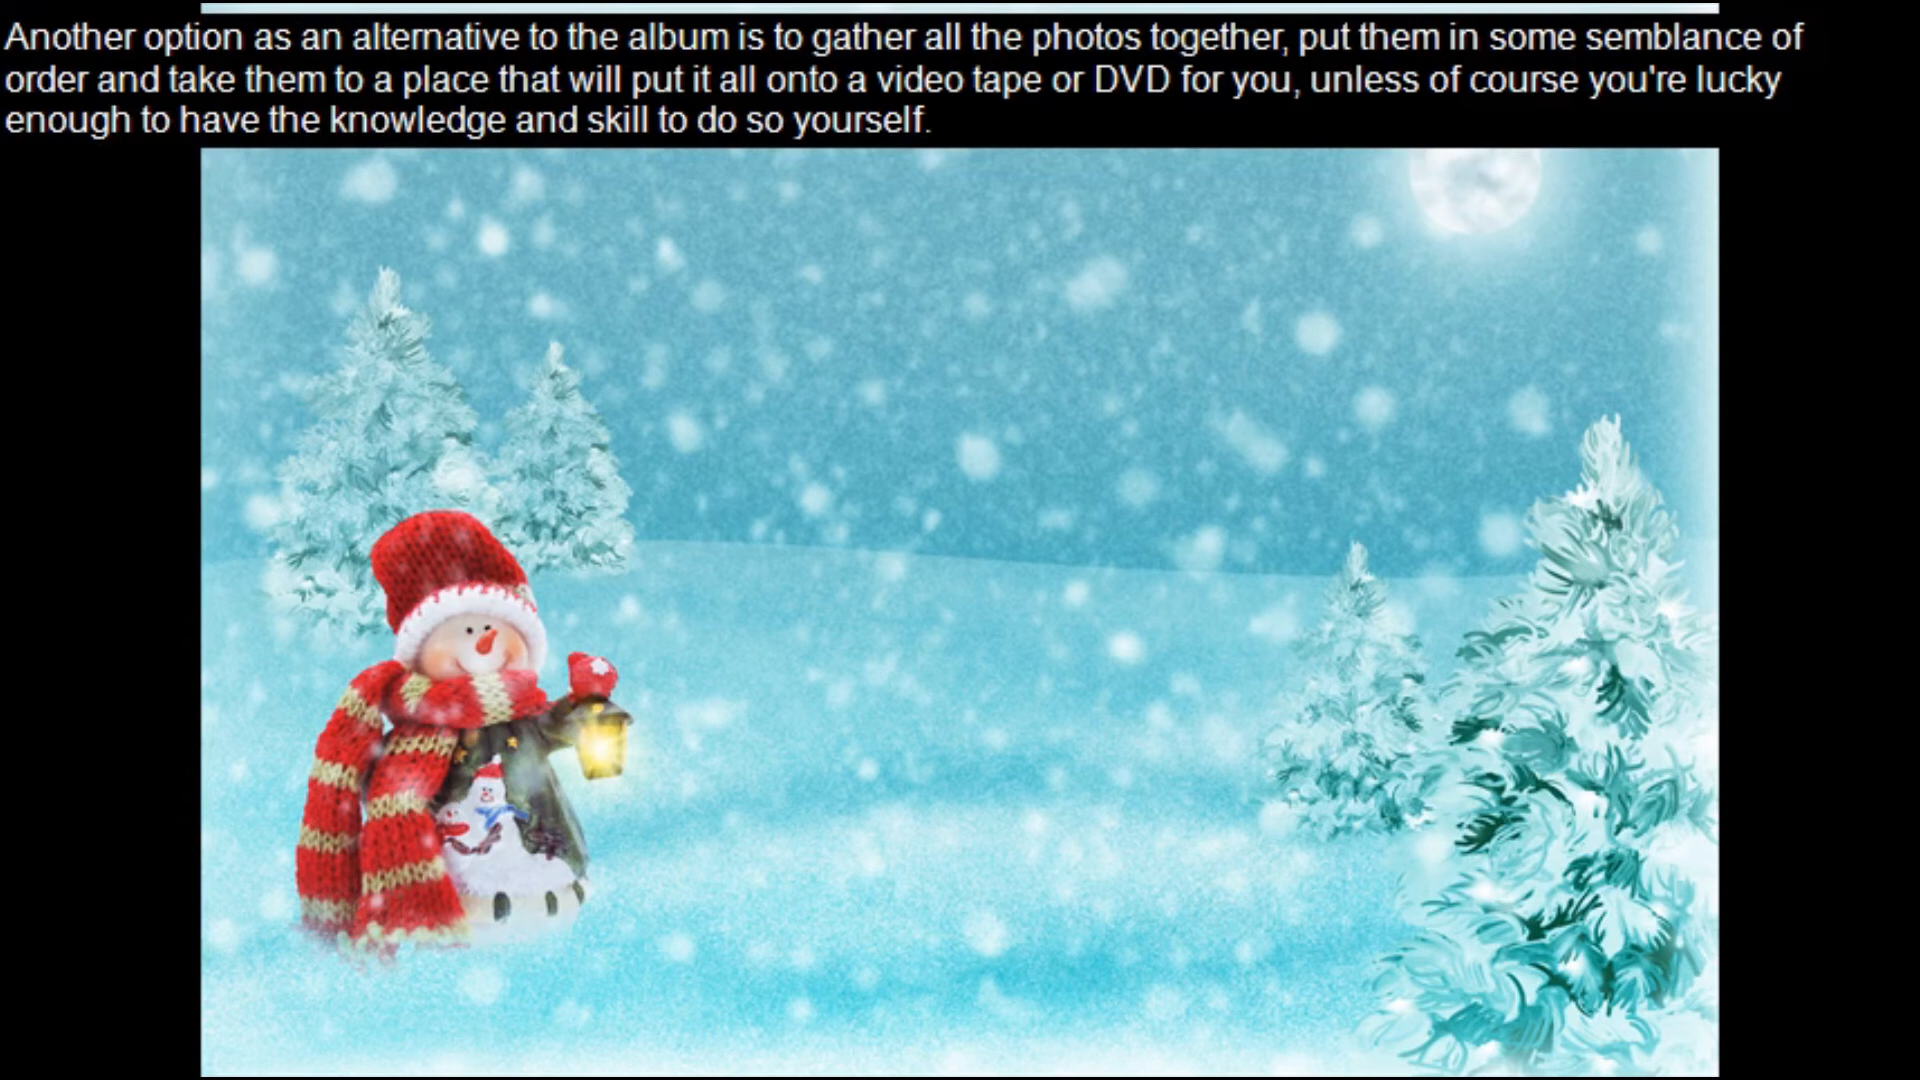 Another option as an alternative to the album is to gather all the photos together, put them in some semblance of
order and take them to a place that will put it all onto a video tape or DVD for you, unless of course you're lucky
enough to have the knowledge and skill to do so yourself.